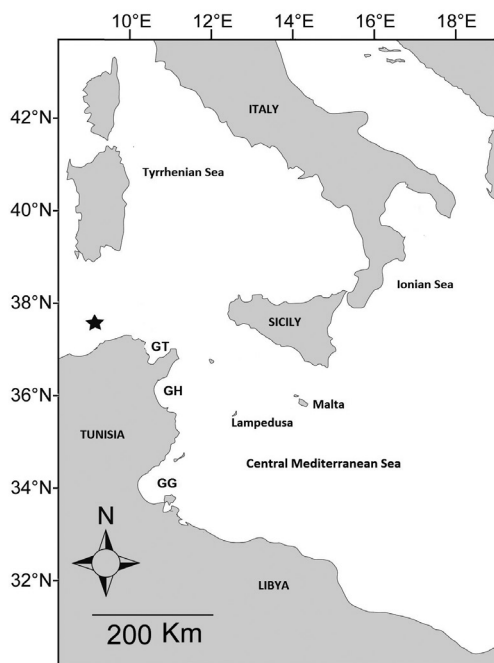 10°E 12°E 14°E 16°E 18°E
42°N
40°N
38°N
36°N
34°N
32°N
ITALY
Tyrrhenian Sea
Ionian Sea
SICILY
GT
GH
Malta
Lampedusa
TUNISIA
Central Mediterranean Sea
GG
N
LIBYA
200 Km